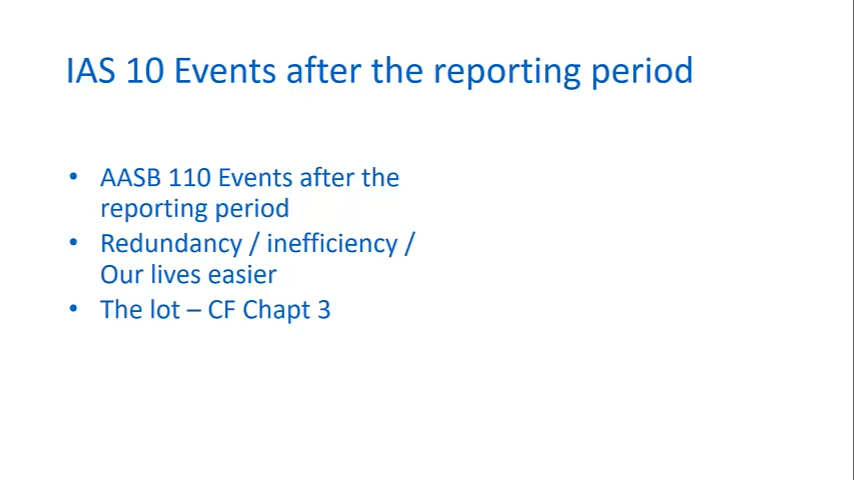 IAS 10 Events after the reporting period
• AASB 110 Events after the
reporting period
• Redundancy / inefficiency /
Our lives easier
• The lot – CF Chapt 3